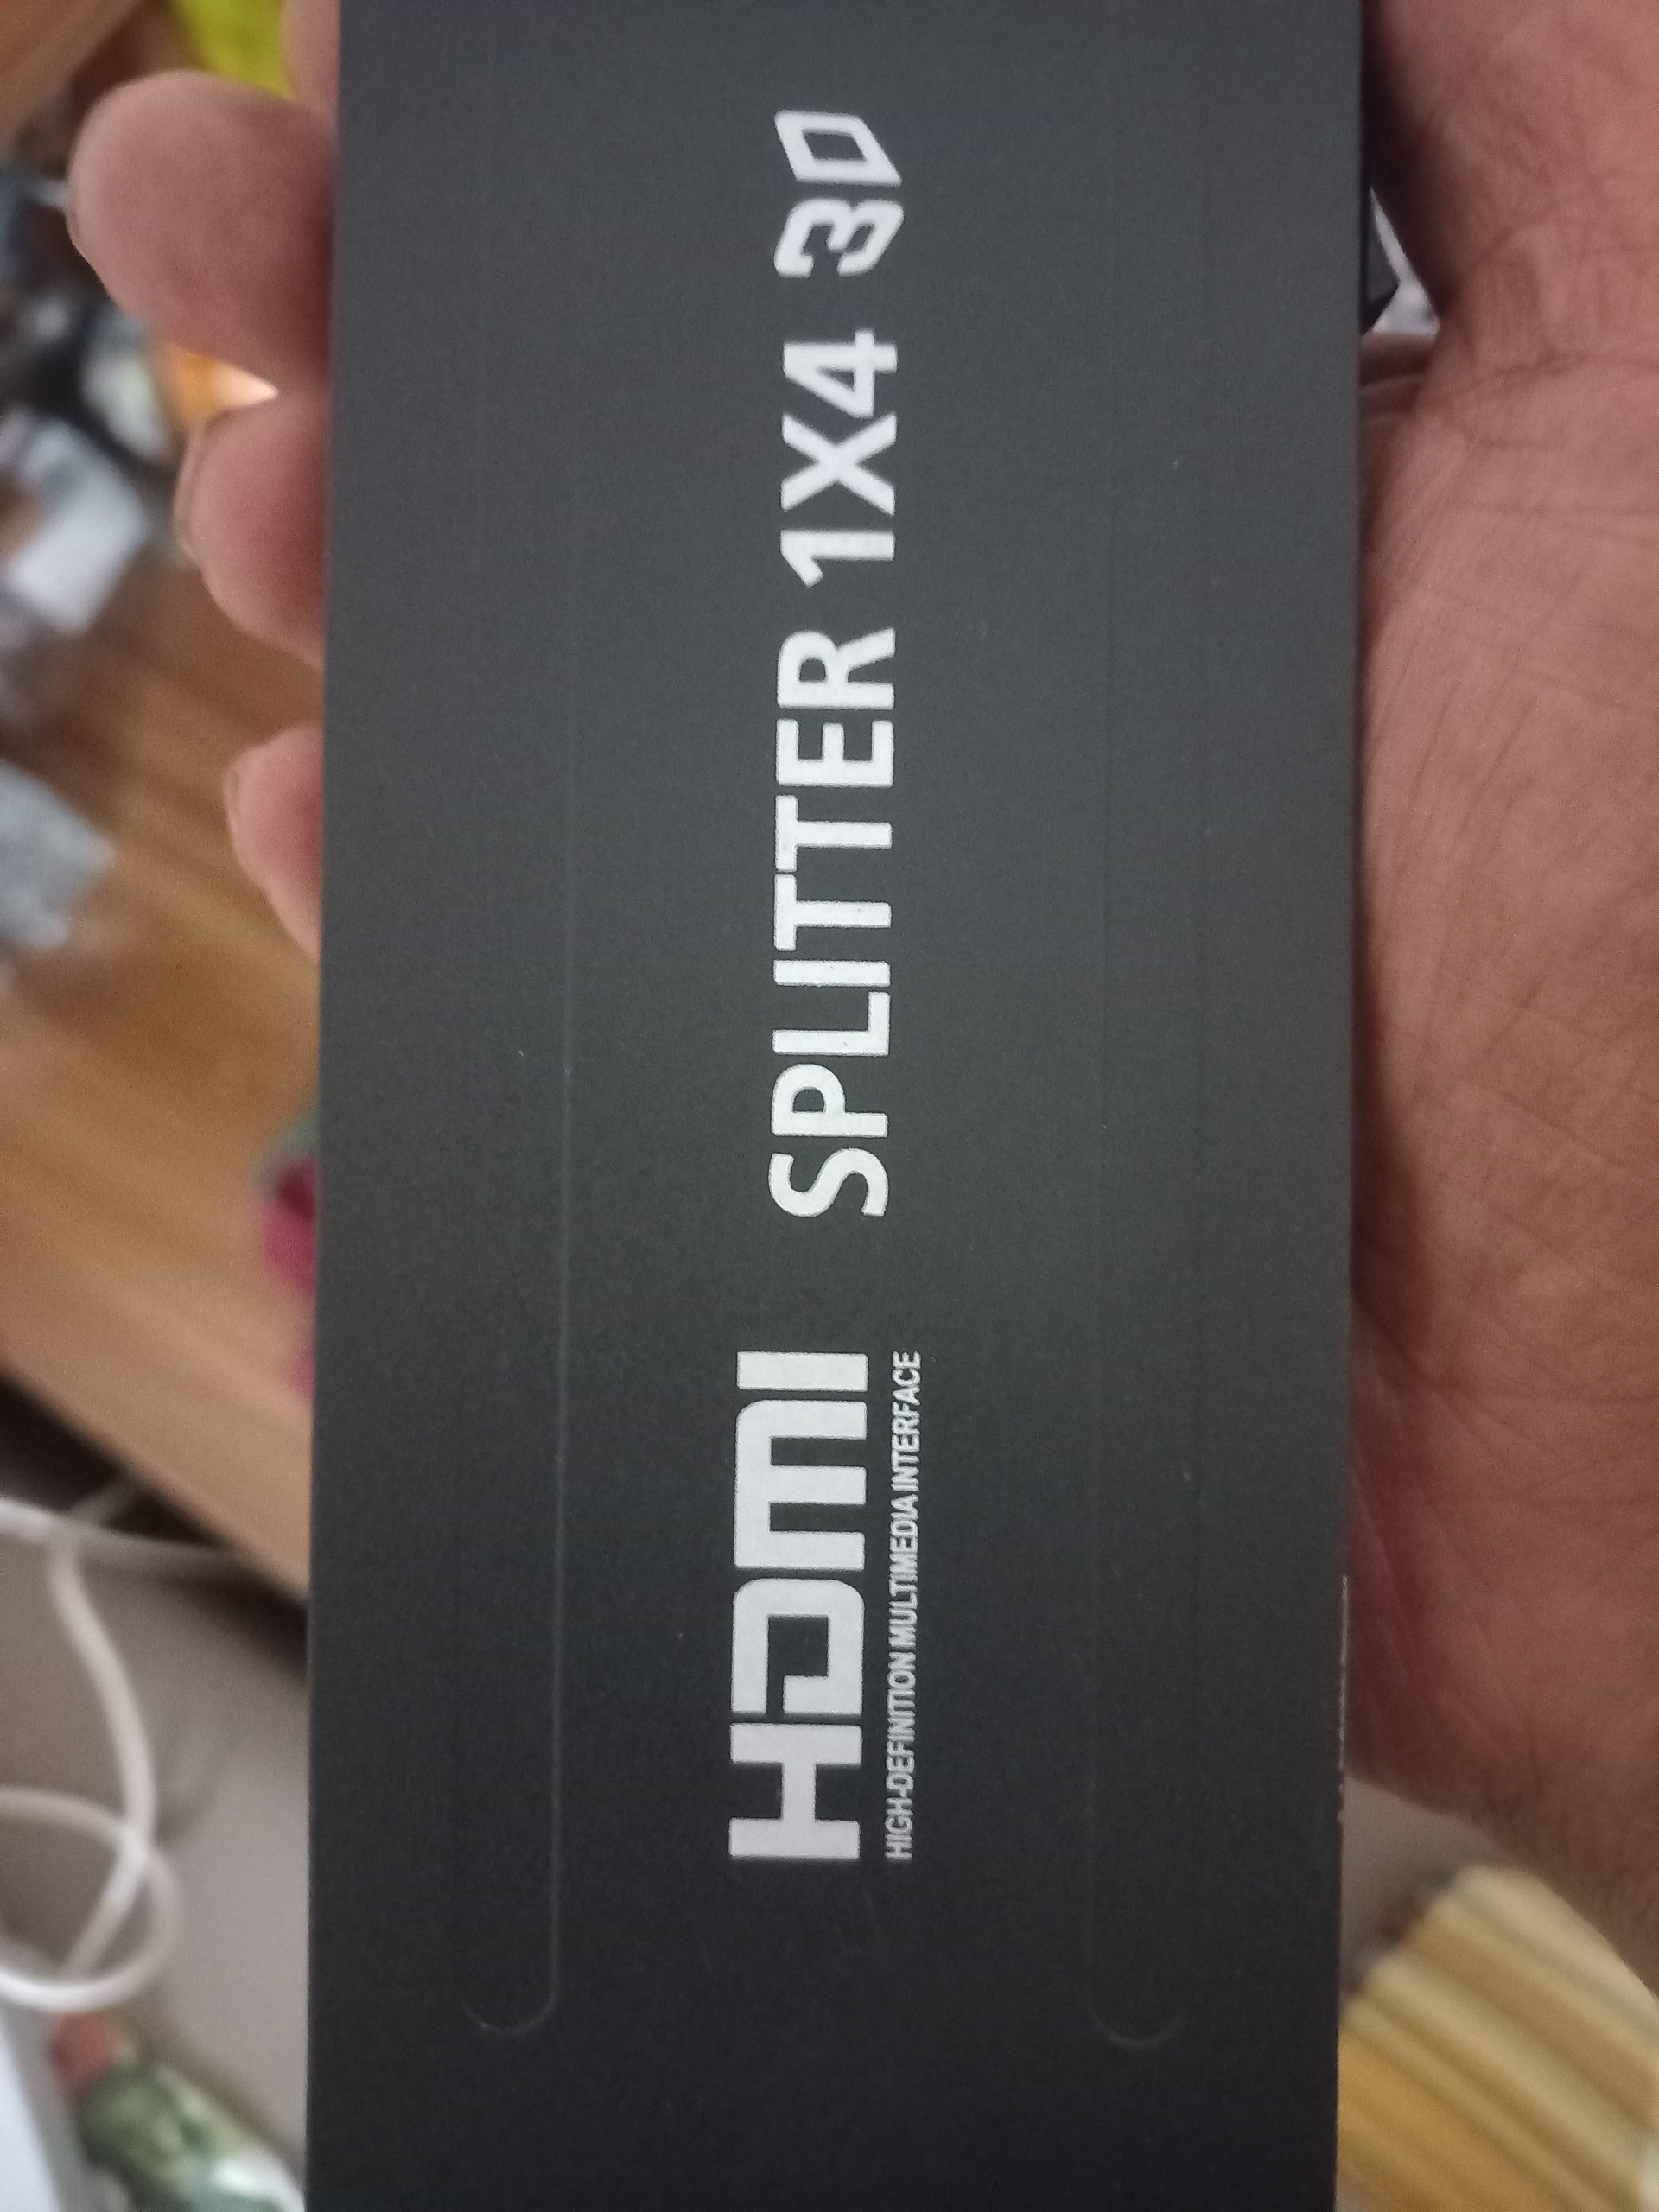 HDMI SPLITTER 1X4 3D
HIGH-DEFINITION MULTIMEDIA INTERFACE